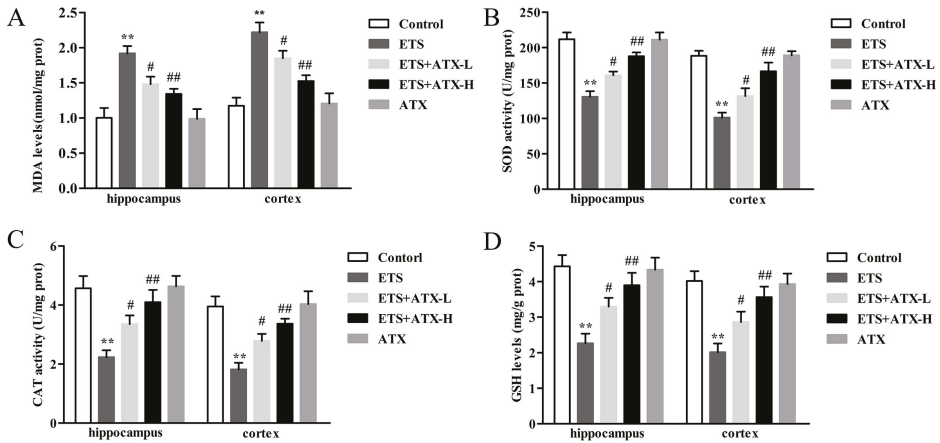 A
MDA levels(nmol/mg prot)
2.5
2.0
1.5
1.0
0.5
0.0
**
#
##
**
#
##
hippocampus
cortex
Control
ETS
ETS+ATX-L
ETS+ATX-H
ATX
B
SOD activity (U/mg prot)
250
200
150
100
50
0
**
#
##
**
#
##
hippocampus
cortex
Control
ETS
ETS+ATX-L
ETS+ATX-H
ATX
C
CAT activity (U/mg prot)
6
4
2
0
**
#
##
**
#
##
hippocampus
cortex
Contorl
ETS
ETS+ATX-L
ETS+ATX-H
ATX
D
GSH levels (mg/g prot)
5
4
3
2
1
0
**
#
##
**
#
##
hippocampus
cortex
Control
ETS
ETS+ATX-L
ETS+ATX-H
ATX